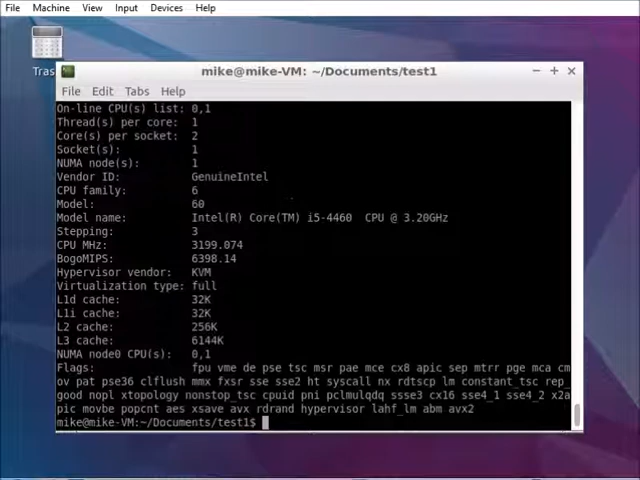 File Machine View Input Devices Help
Tras
mike@mike-VM: ~/Documents/test1
File Edit Tabs Help
On-line CPU(s) list: 0,1
Thread(s) per core: 1
Core(s) per socket: 2
Socket(s): 1
NUMA node(s): 1
Vendor ID: GenuineIntel
CPU family: 6
Model: 60
Model name: Intel(R) Core(TM) i5-4460 CPU @ 3.20GHz
Stepping: 3
CPU MHz: 3199.074
BogoMIPS: 6398.14
Hypervisor vendor: KVM
Virtualization type: full
L1d cache: 32K
L1i cache: 32K
L2 cache: 256K
L3 cache: 6144K
NUMA node0 CPU(s): 0,1
Flags: fpu vme de pse tsc msr pae mce cx8 apic sep mtrr pge mca cm
ov pat pse36 clflush mmx fxsr sse sse2 ht syscall nx rdtscp lm constant_tsc rep_
good nopl xtopology nonstop_tsc cpuid pni pclmulqdq ssse3 cx16 sse4_1 sse4_2 x2a
pic movbe popcnt aes xsave avx rdrand hypervisor lahf_lm abm avx2
mike@mike-VM:~/Documents/test1$